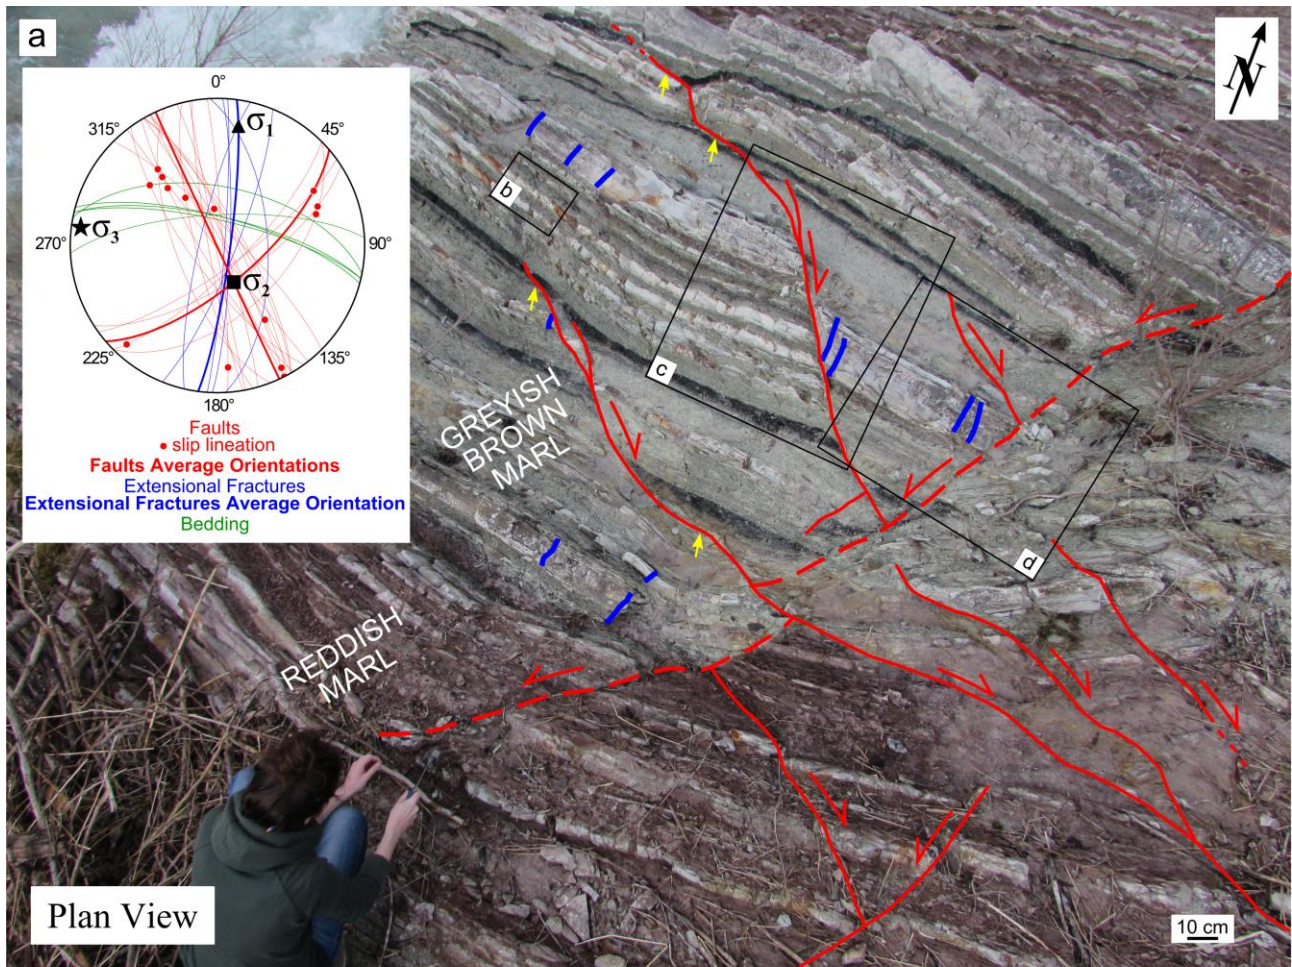 a
N
0°
315°
45°
σ1
σ3
270°
90°
σ2
225°
135°
180°
Faults
slip lineation
Faults Average Orientations
Extensional Fractures
Extensional Fractures Average Orientation
Bedding
b
c
d
GREYISH
BROWN
MARL
REDDISH
MARL
Plan View
10 cm